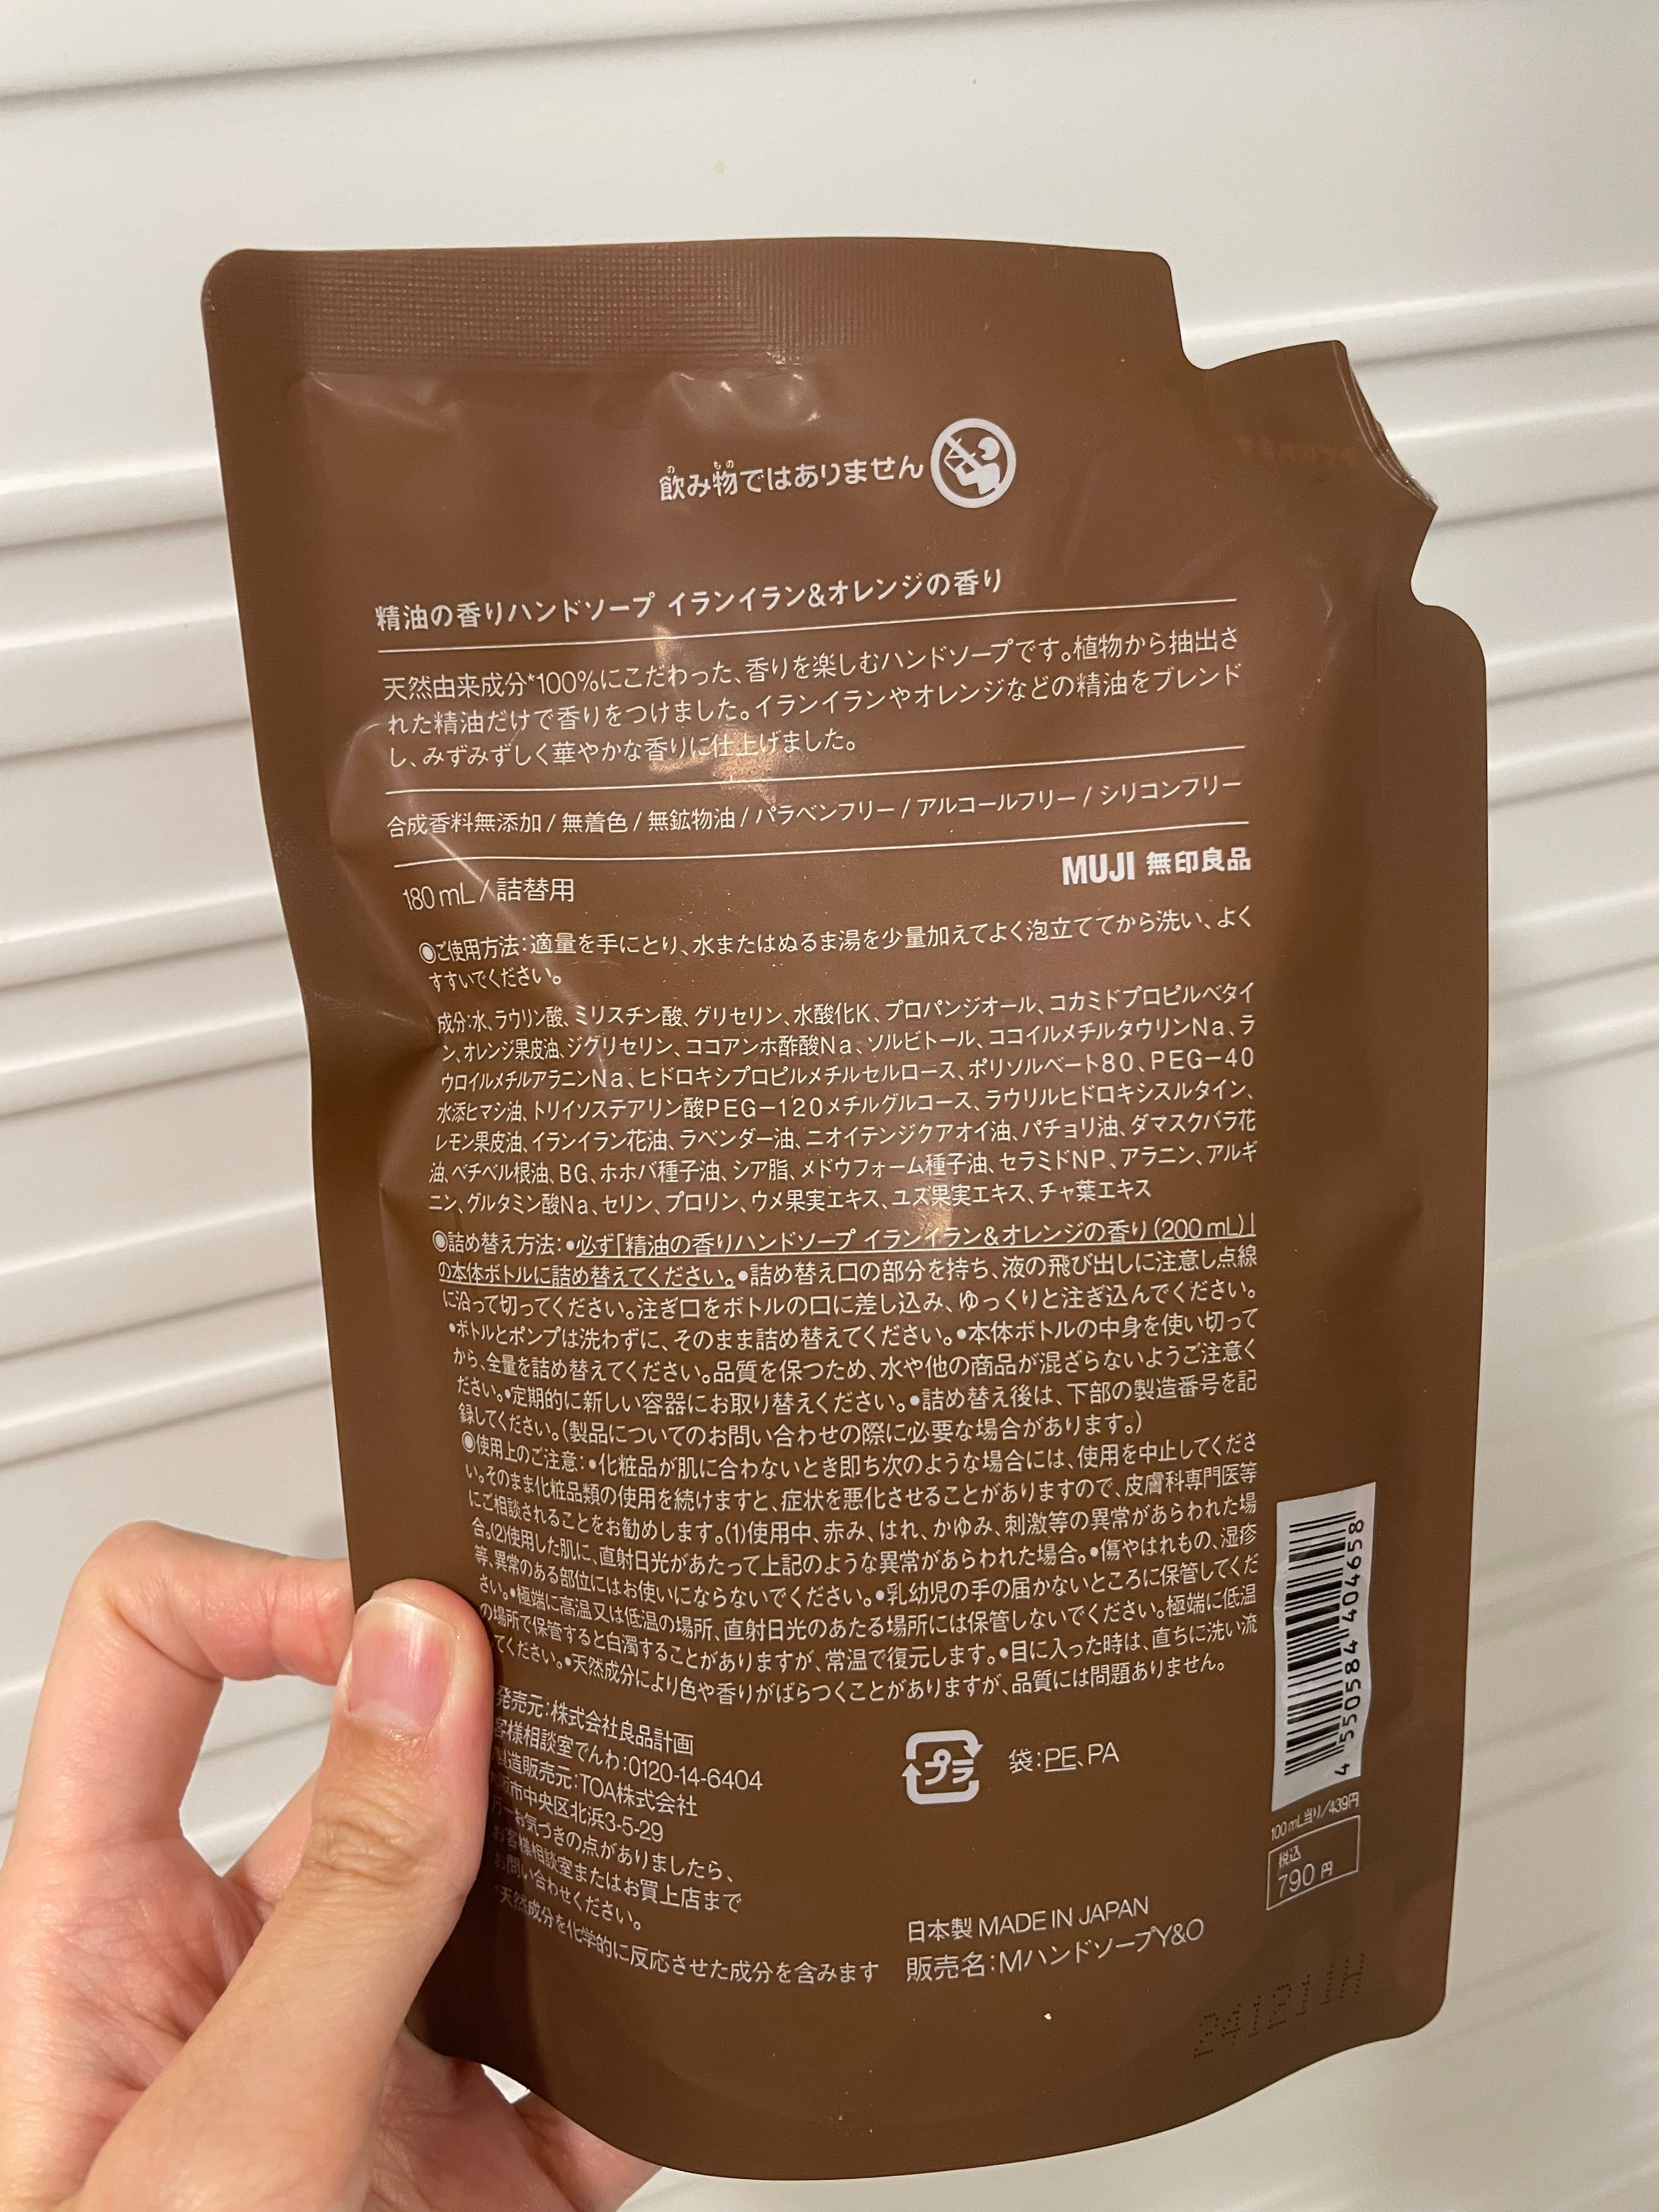 飲み物ではありません
精油の香りハンドソープ イランイラン&オレンジの香り
天然由来成分*100%にこだわった、香りを楽しむハンドソープです。植物から抽出さ
れた精油だけで香りをつけました。イランイランやオレンジなどの精油をブレンド
し、みずみずしく華やかな香りに仕上げました。
合成香料無添加 / 無着色 / 無鉱物油 / パラベンフリー / アルコールフリー / シリコンフリー
MUJI 無印良品
180 mL / 詰替用
◉ご使用方法:適量を手にとり、水またはぬるま湯を少量加えてよく泡立ててから洗い、よく
すすいでください。
成分:水、ラウリン酸、ミリスチン酸、グリセリン、水酸化K、プロパンジオール、コカミドプロピルベタイ
ン、オレンジ果皮油、ジグリセリン、ココアンホ酢酸Na、ソルビトール、ココイルメチルタウリンNa、ラ
ウロイルメチルアラニンNa、ヒドロキシプロピルメチルセルロース、ポリソルベート80、PEG-40
水添ヒマシ油、トリイソステアリン酸PEG-120メチルグルコース、ラウリルヒドロキシスルタイン、
レモン果皮油、イランイラン花油、ラベンダー油、ニオイテンジクアオイ油、パチョリ油、ダマスクバラ花
油、ベチベル根油、BG、ホホバ種子油、シア脂、メドウフォーム種子油、セラミドNP、アラニン、アルギ
ニン、グルタミン酸Na、セリン、プロリン、ウメ果実エキス、ユズ果実エキス、チャ葉エキス
◉詰め替え方法:●必ず「精油の香りハンドソープ イランイラン&オレンジの香り(200 mL)」
の本体ボトルに詰め替えてください。●詰め替え口の部分を持ち、液の飛び出しに注意し点線
に沿って切ってください。注ぎ口をボトルの口に差し込み、ゆっくりと注ぎ込んでください。
●ボトルとポンプは洗わずに、そのまま詰め替えてください。●本体ボトルの中身を使い切って
から、全量を詰め替えてください。品質を保つため、水や他の商品が混ざらないようご注意く
ださい。●定期的に新しい容器にお取り替えください。●詰め替え後は、下部の製造番号を記
録してください。(製品についてのお問い合わせの際に必要な場合があります。)
◉使用上のご注意:●化粧品が肌に合わないとき即ち次のような場合には、使用を中止してくださ
い。そのまま化粧品類の使用を続けますと、症状を悪化させることがありますので、皮膚科専門医等
にご相談されることをお勧めします。(1)使用中、赤み、はれ、かゆみ、刺激等の異常があらわれた場
合。(2)使用した肌に、直射日光があたって上記のような異常があらわれた場合。●傷やはれもの、湿疹
等、異常のある部位にはお使いにならないでください。●乳幼児の手の届かないところに保管してくだ
さい。●極端に高温又は低温の場所、直射日光のあたる場所には保管しないでください。極端に低温
の場所で保管すると白濁することがありますが、常温で復元します。●目に入った時は、直ちに洗い流
てください。●天然成分により色や香りがばらつくことがありますが、品質には問題ありません。
発売元:株式会社良品計画
客様相談室でんわ:0120-14-6404
造販売元:TOA株式会社
市中央区北浜3-5-29
万一お気づきの点がありましたら、
お客様相談室またはお買上店まで
お問い合わせください。
*天然成分を化学的に反応させた成分を含みます
プラ
袋:PE、PA
日本製 MADE IN JAPAN
販売名:MハンドソープY&O
4 550584 404658
100 mL当り/439円
税込
790 円